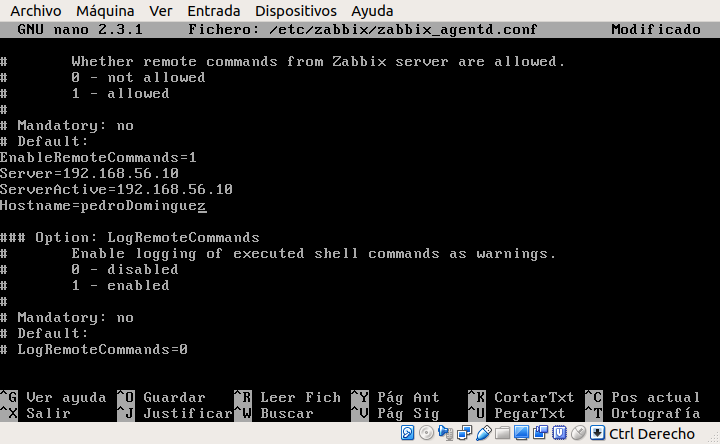 Archivo Máquina Ver Entrada Dispositivos Ayuda
GNU nano 2.3.1 Fichero: /etc/zabbix/zabbix_agentd.conf Modificado
# Whether remote commands from Zabbix server are allowed.
# 0 - not allowed
# 1 - allowed
#
# Mandatory: no
# Default:
EnableRemoteCommands=1
Server=192.168.56.10
ServerActive=192.168.56.10
Hostname=pedroDominguez
### Option: LogRemoteCommands
# Enable logging of executed shell commands as warnings.
# 0 - disabled
# 1 - enabled
#
# Mandatory: no
# Default:
# LogRemoteCommands=0
^G Ver ayuda ^O Guardar ^R Leer Fich ^Y Pág Ant ^K CortarTxt ^C Pos actual
^X Salir ^J Justificar ^W Buscar ^V Pág Sig ^U PegarTxt ^T Ortografía
Ctrl Derecho